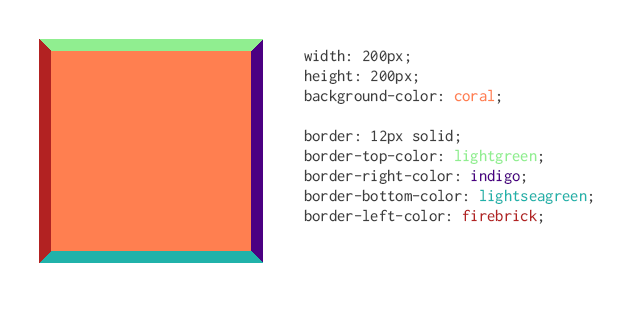 width: 200px;
height: 200px;
background-color: coral;
border: 12px solid;
border-top-color: lightgreen;
border-right-color: indigo;
border-bottom-color: lightseagreen;
border-left-color: firebrick;